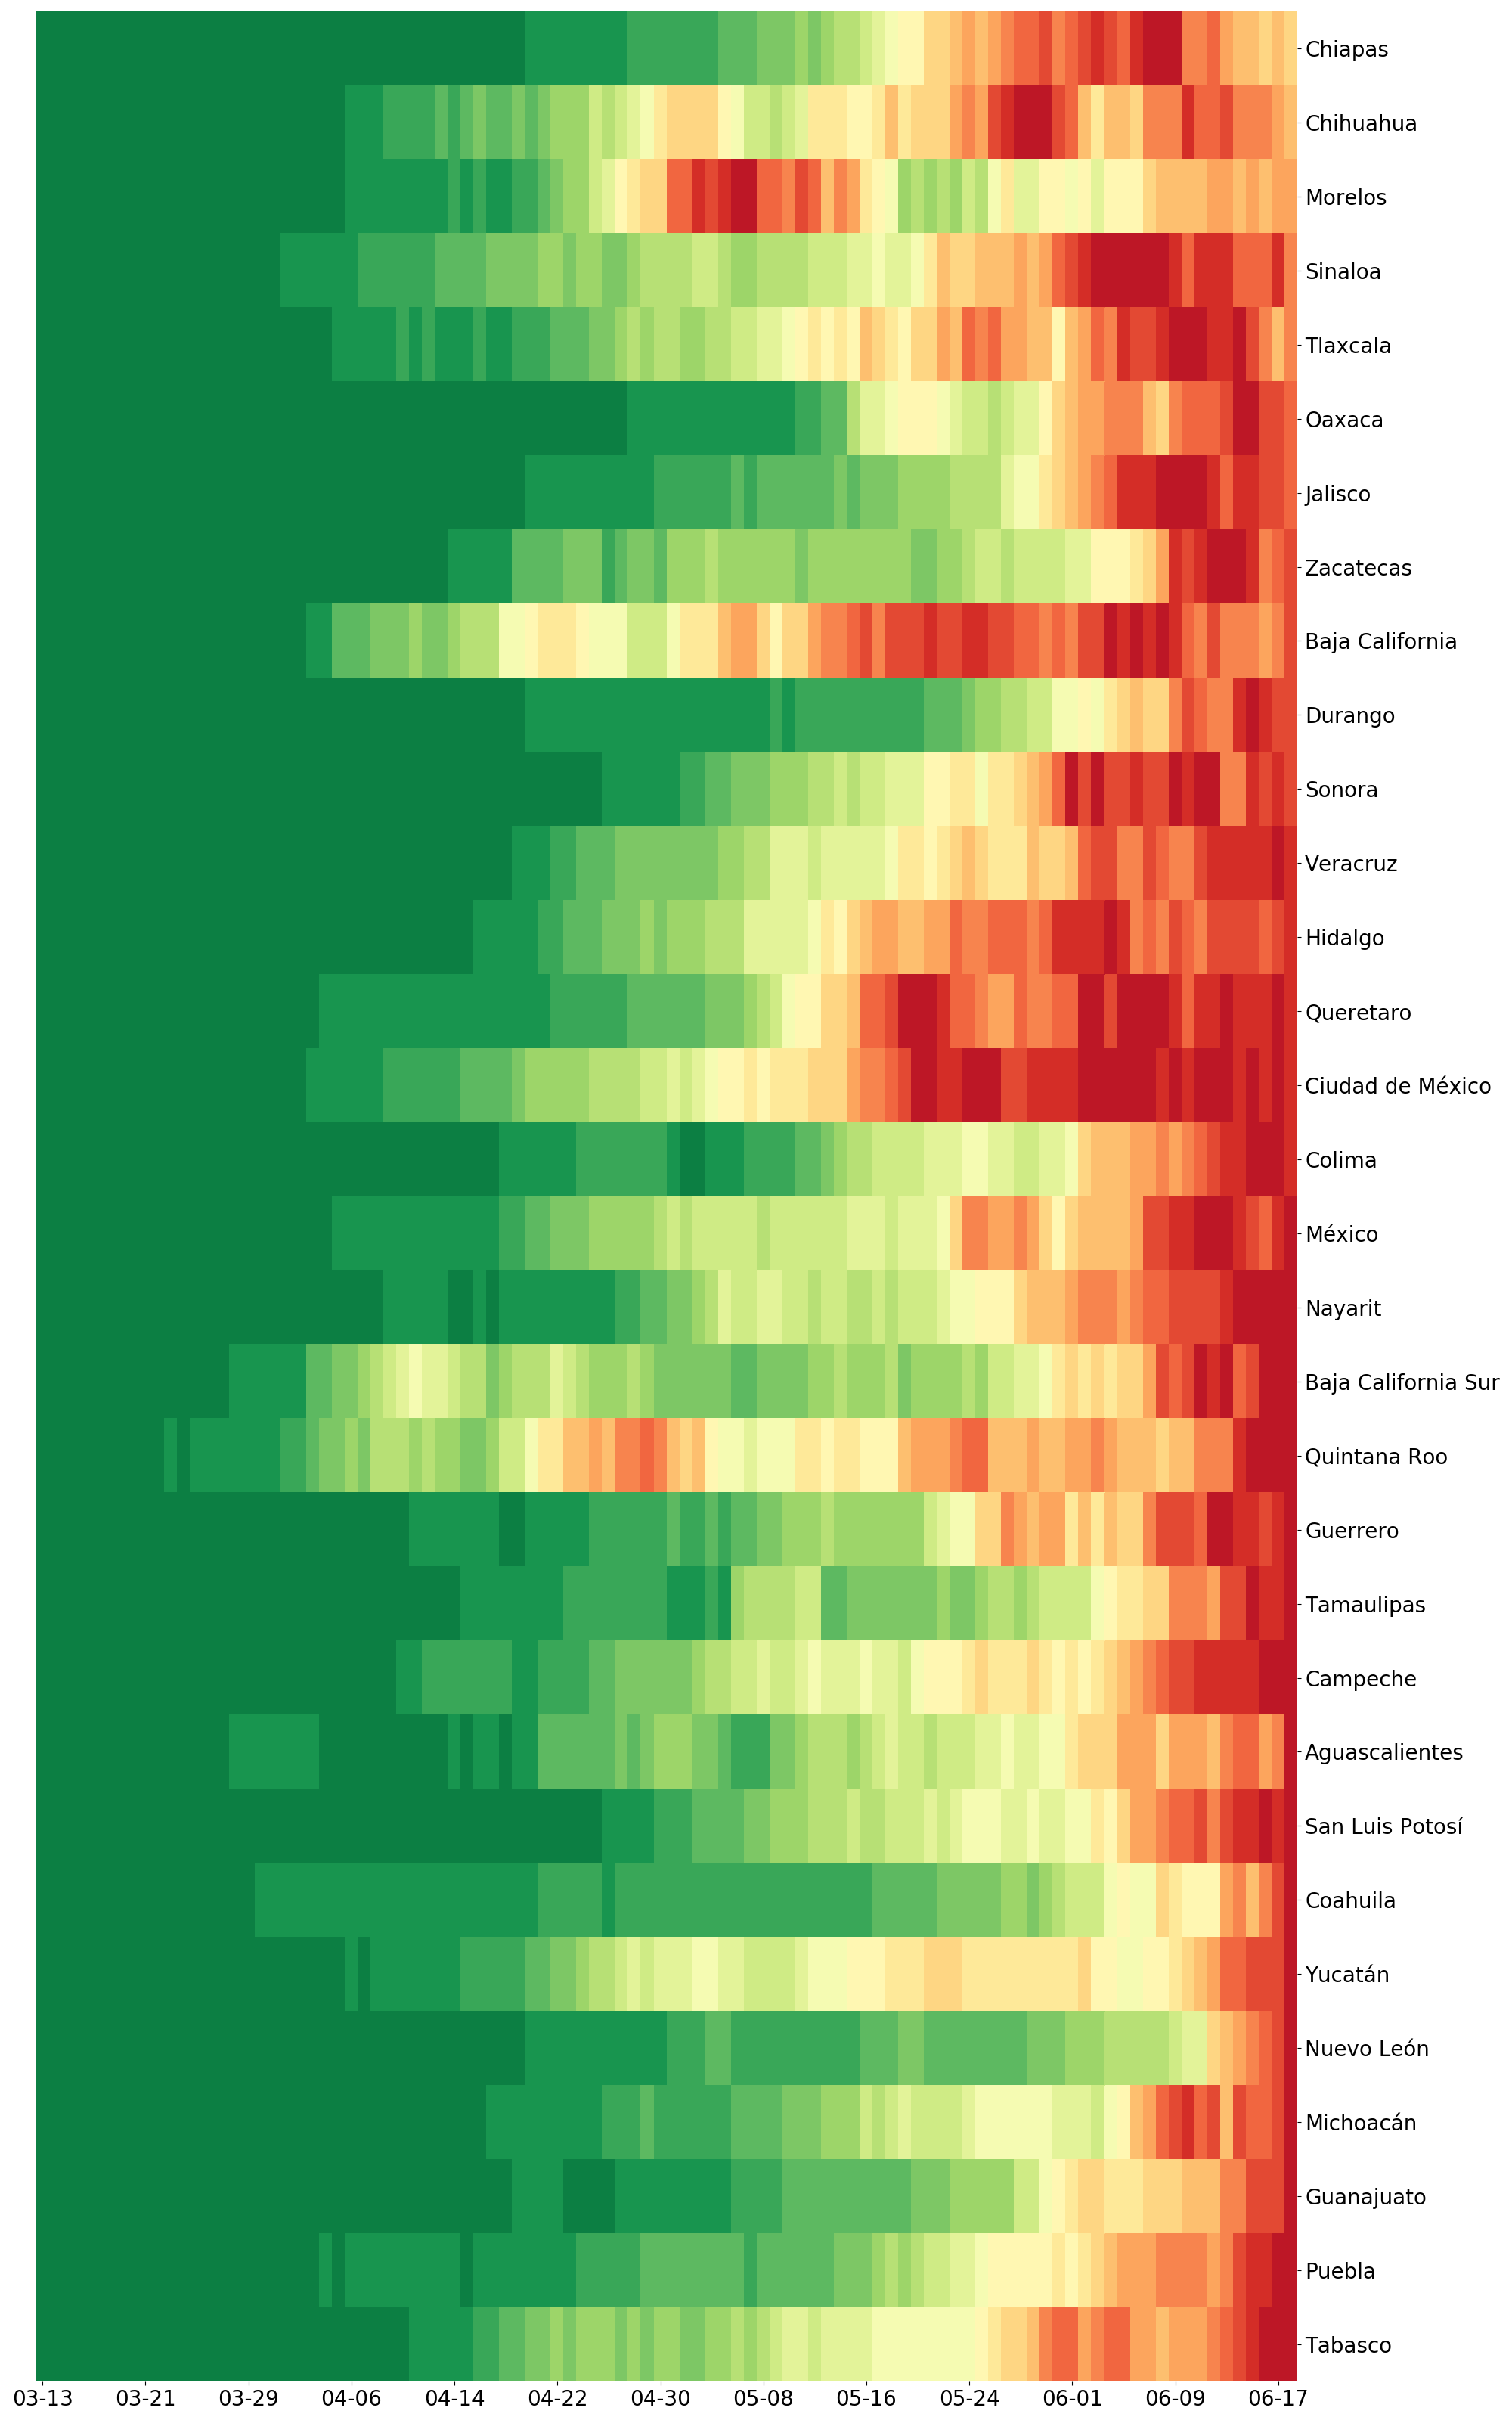 Chiapas
Chihuahua
Morelos
Sinaloa
Tlaxcala
Oaxaca
Jalisco
Zacatecas
Baja California
Durango
Sonora
Veracruz
Hidalgo
Queretaro
Ciudad de México
Colima
México
Nayarit
Baja California Sur
Quintana Roo
Guerrero
Tamaulipas
Campeche
Aguascalientes
San Luis Potosí
Coahuila
Yucatán
Nuevo León
Michoacán
Guanajuato
Puebla
Tabasco
03-13 03-21 03-29 04-06 04-14 04-22 04-30 05-08 05-16 05-24 06-01 06-09 06-17